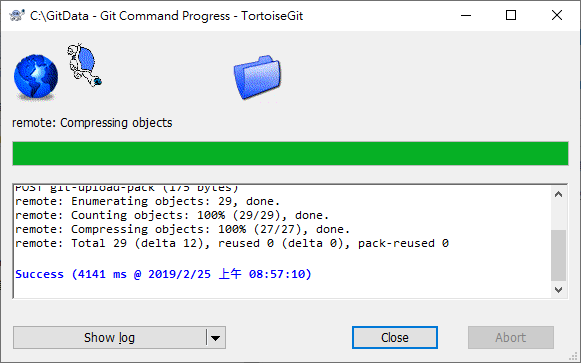 C:\GitData - Git Command Progress - TortoiseGit
remote: Compressing objects
POST git-upload-pack (175 bytes)
remote: Enumerating objects: 29, done.
remote: Counting objects: 100% (29/29), done.
remote: Compressing objects: 100% (27/27), done.
remote: Total 29 (delta 12), reused 0 (delta 0), pack-reused 0
Success (4141 ms @ 2019/2/25 上午 08:57:10)
Show log
Close
Abort